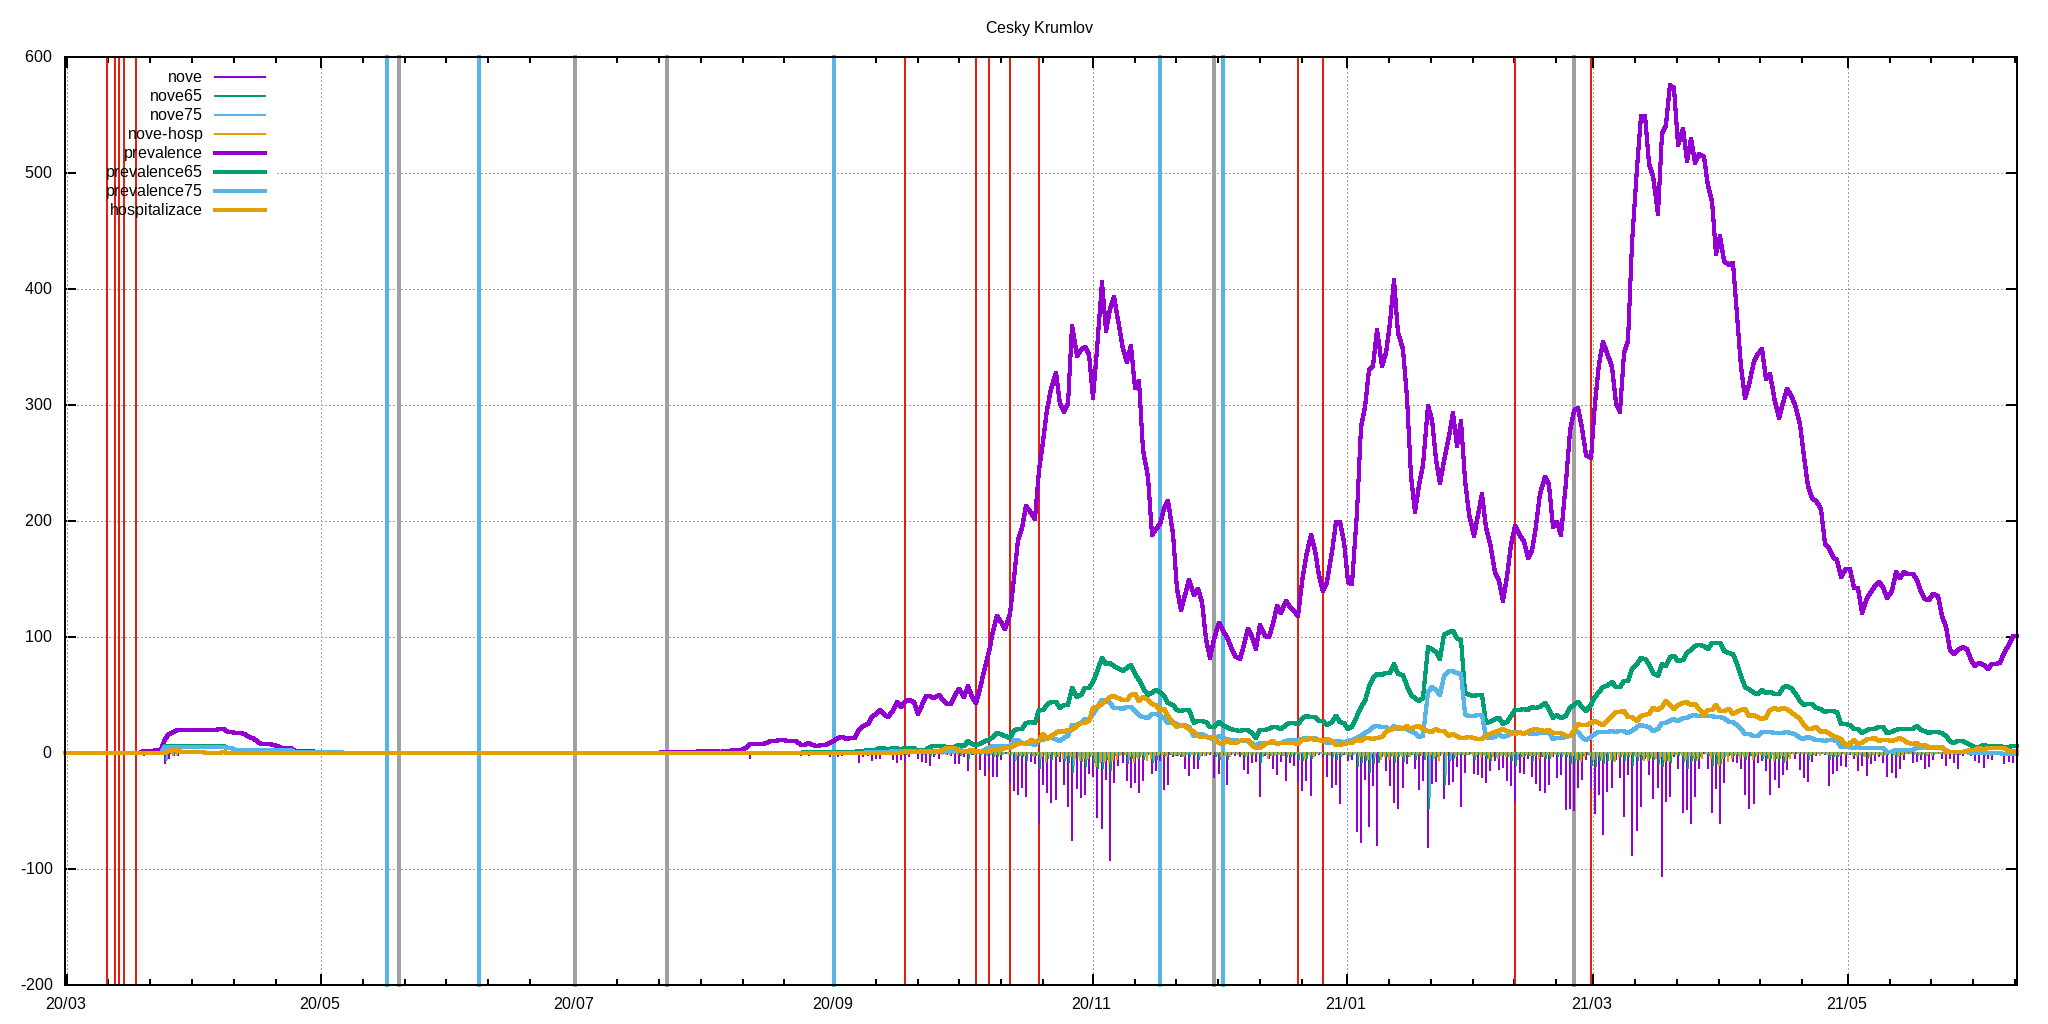 Cesky Krumlov
600
500
400
300
200
100
0
-100
-200
nove
nove65
nove75
nove-hosp
prevalence
prevalence65
prevalence75
hospitalizace
20/03 20/05 20/07 20/09 20/11 21/01 21/03 21/05